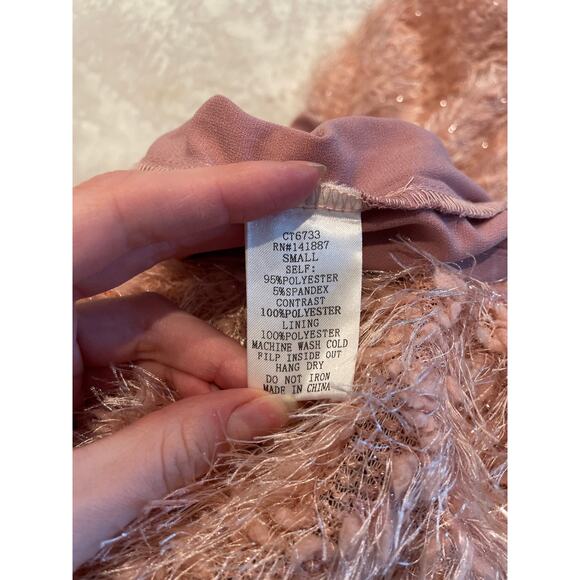 CT6733
RN#141887
SMALL
SELF:
95%POLYESTER
5%SPANDEX
CONTRAST
100%POLYESTER
LINING
100%POLYESTER
MACHINE WASH COLD
FILP INSIDE OUT
HANG DRY
DO NOT IRON
MADE IN CHINA